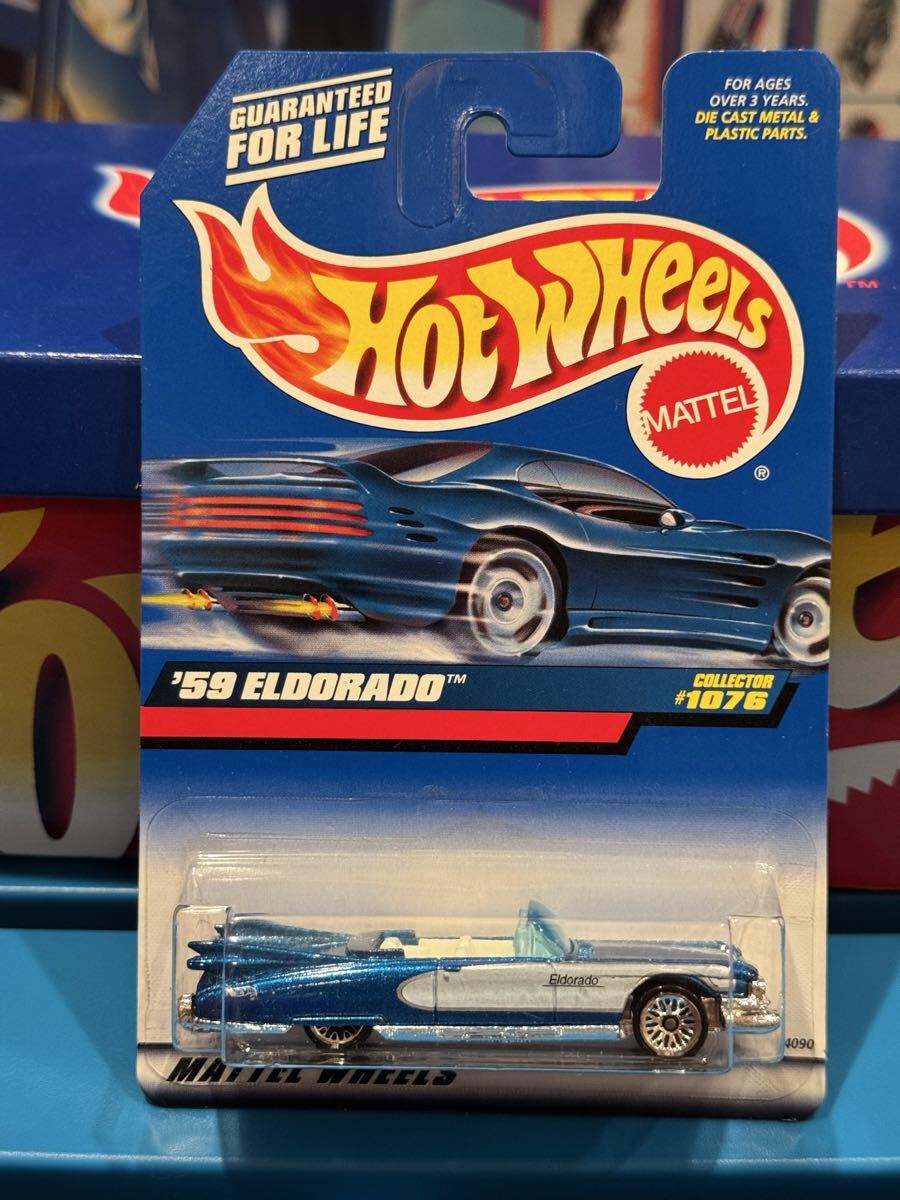 GUARANTEED
FOR LIFE
FOR AGES
OVER 3 YEARS.
DIE CAST METAL &
PLASTIC PARTS.
HOT WHEELS
MATTEL
®
'59 ELDORADO™
COLLECTOR
#1076
Eldorado
4090
MATTEL WHEELS
TM